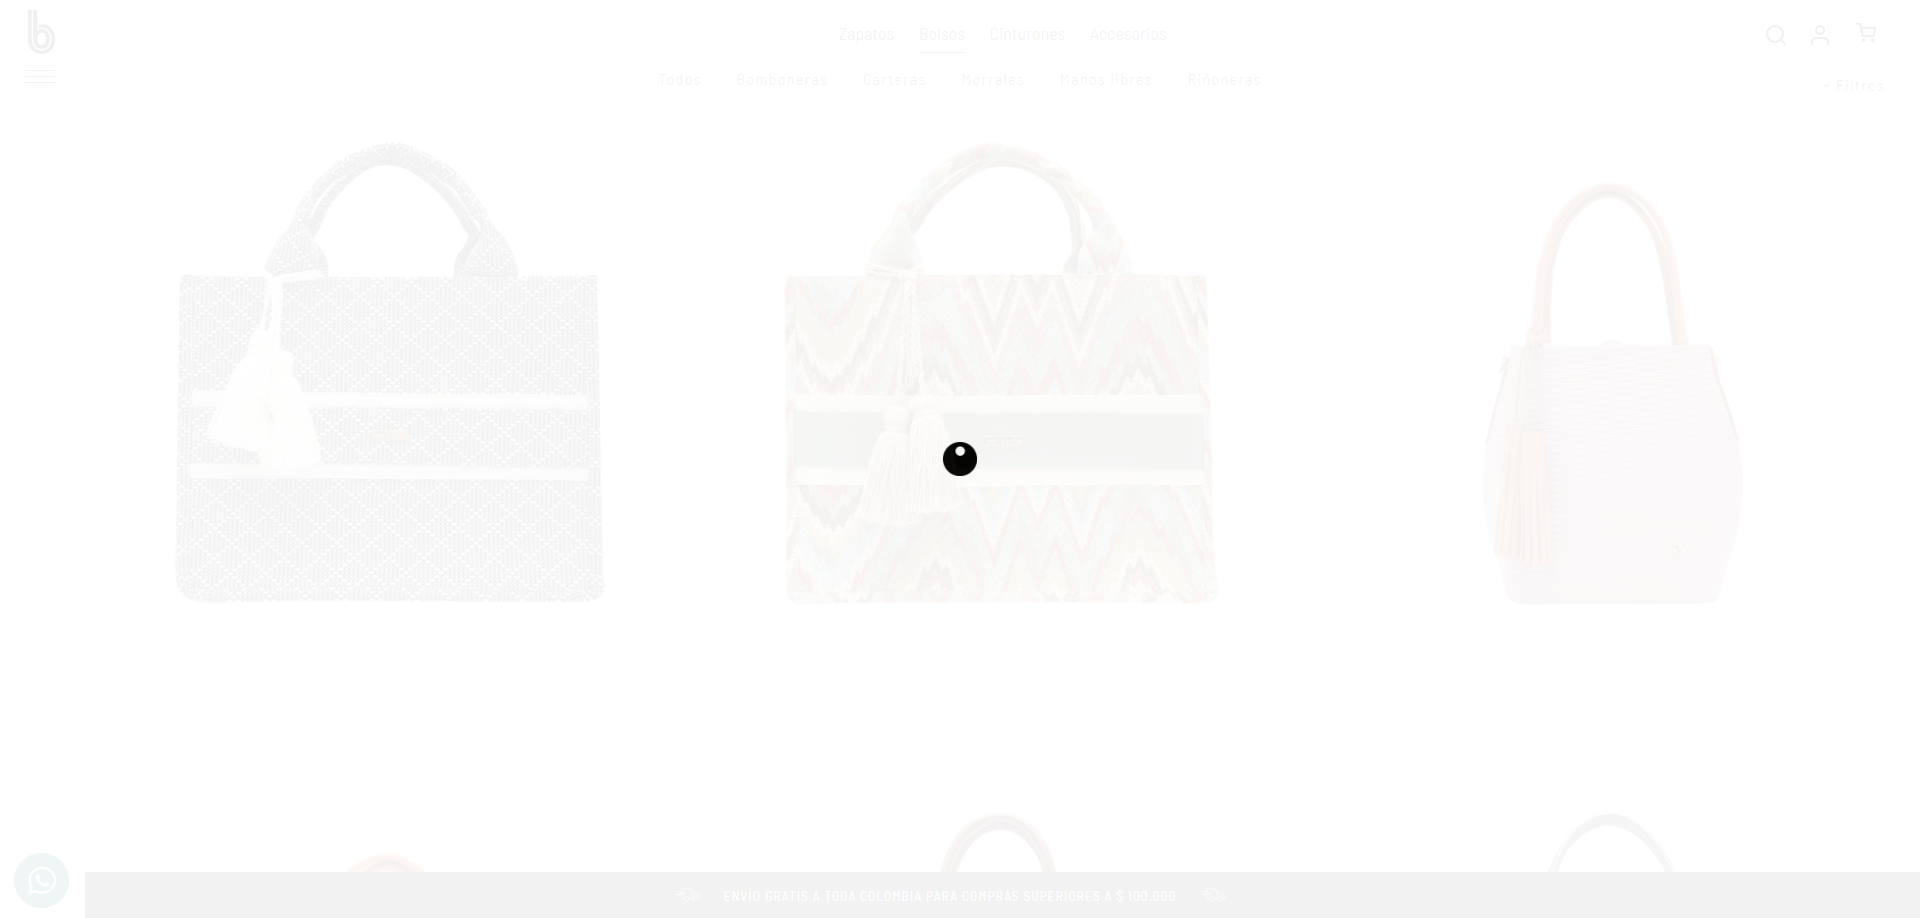 b
Zapatos Bolsos Cinturones Accesorios
Todos Bomboneras Carteras Morrales Manos libres Riñoneras
+ Filtros
ENVÍO GRATIS A TODA COLOMBIA PARA COMPRAS SUPERIORES A $ 100.000